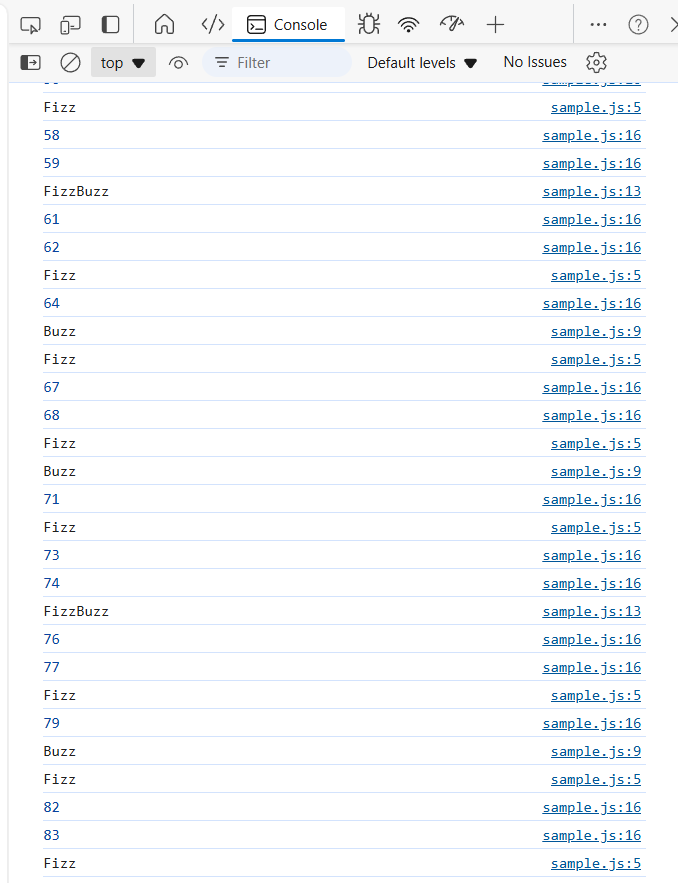 Console
top Filter Default levels No Issues
Fizz sample.js:5
58 sample.js:16
59 sample.js:16
FizzBuzz sample.js:13
61 sample.js:16
62 sample.js:16
Fizz sample.js:5
64 sample.js:16
Buzz sample.js:9
Fizz sample.js:5
67 sample.js:16
68 sample.js:16
Fizz sample.js:5
Buzz sample.js:9
71 sample.js:16
Fizz sample.js:5
73 sample.js:16
74 sample.js:16
FizzBuzz sample.js:13
76 sample.js:16
77 sample.js:16
Fizz sample.js:5
79 sample.js:16
Buzz sample.js:9
Fizz sample.js:5
82 sample.js:16
83 sample.js:16
Fizz sample.js:5